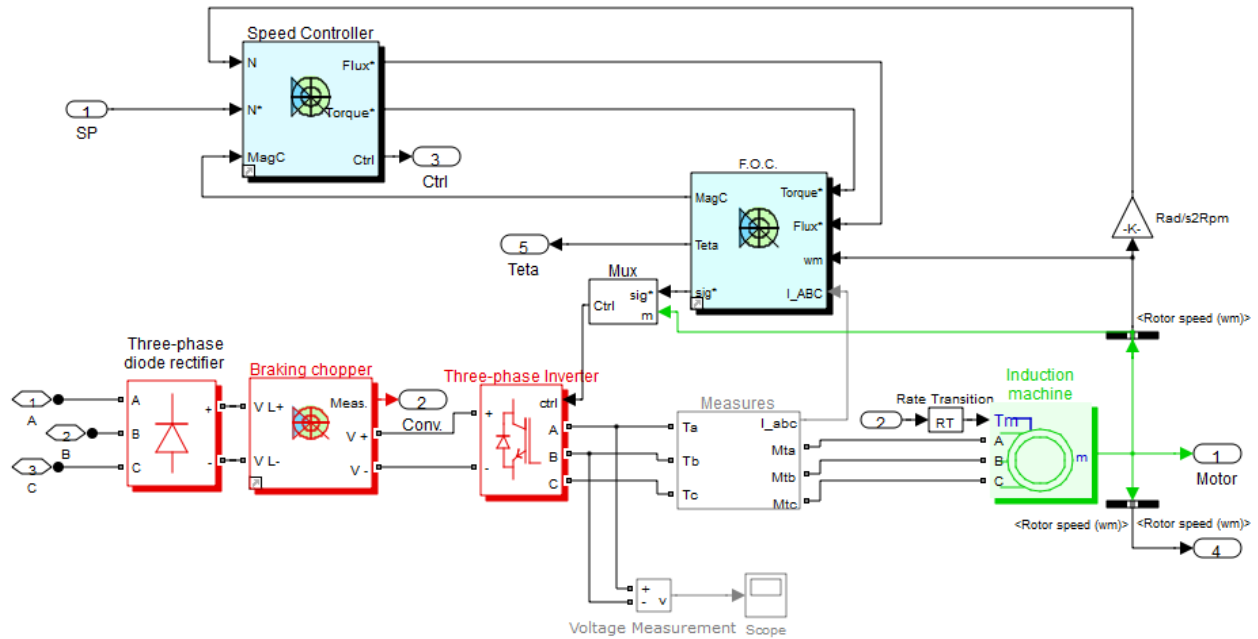 Speed Controller
N
Flux*
1
N*
Torque*
SP
MagC
Ctrl
3
Ctrl
F.O.C.
MagC
Torque*
Flux*
-K-
Rad/s2Rpm
5
Teta
Teta
wm
Mux
sig*
I_ABC
Ctrl
sig*
m
<Rotor speed (wm)>
Three-phase
diode rectifier
Braking chopper
Three-phase Inverter
Induction
machine
1
A
A
+
V L+
Meas.
2
Conv.
ctrl
Measures
2
Rate Transition
RT
Tm
2
B
B
V +
+
A
Ta
I_abc
A
Mta
B
Tb
B
m
1
Motor
3
C
C
-
V L-
V -
-
C
Tc
Mtb
C
Mtc
<Rotor speed (wm)>
<Rotor speed (wm)>
4
+
-
v
Voltage Measurement
Scope